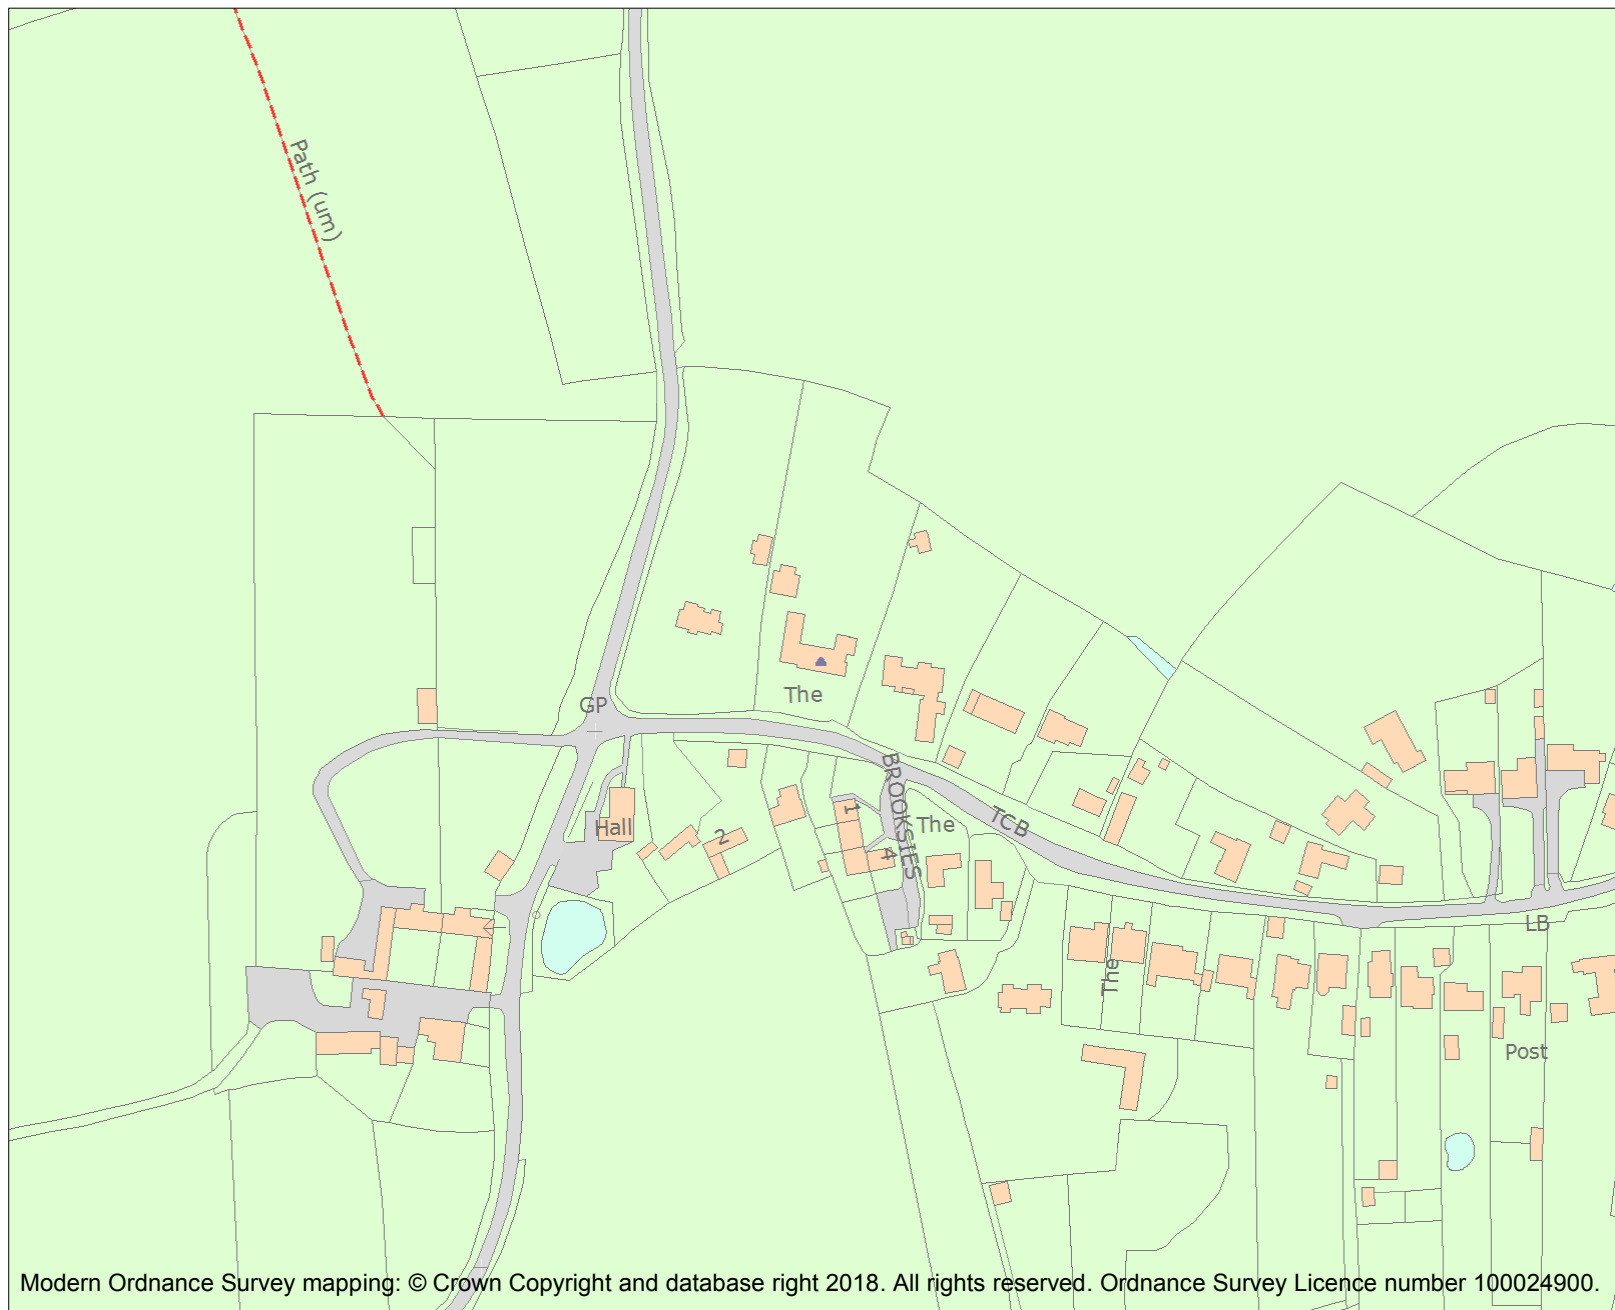 Path (um)
GP
The
BROOKSIES
1
4
The
TCB
Hall
2
The
LB
Post
Modern Ordnance Survey mapping: © Crown Copyright and database right 2018. All rights reserved. Ordnance Survey Licence number 100024900.